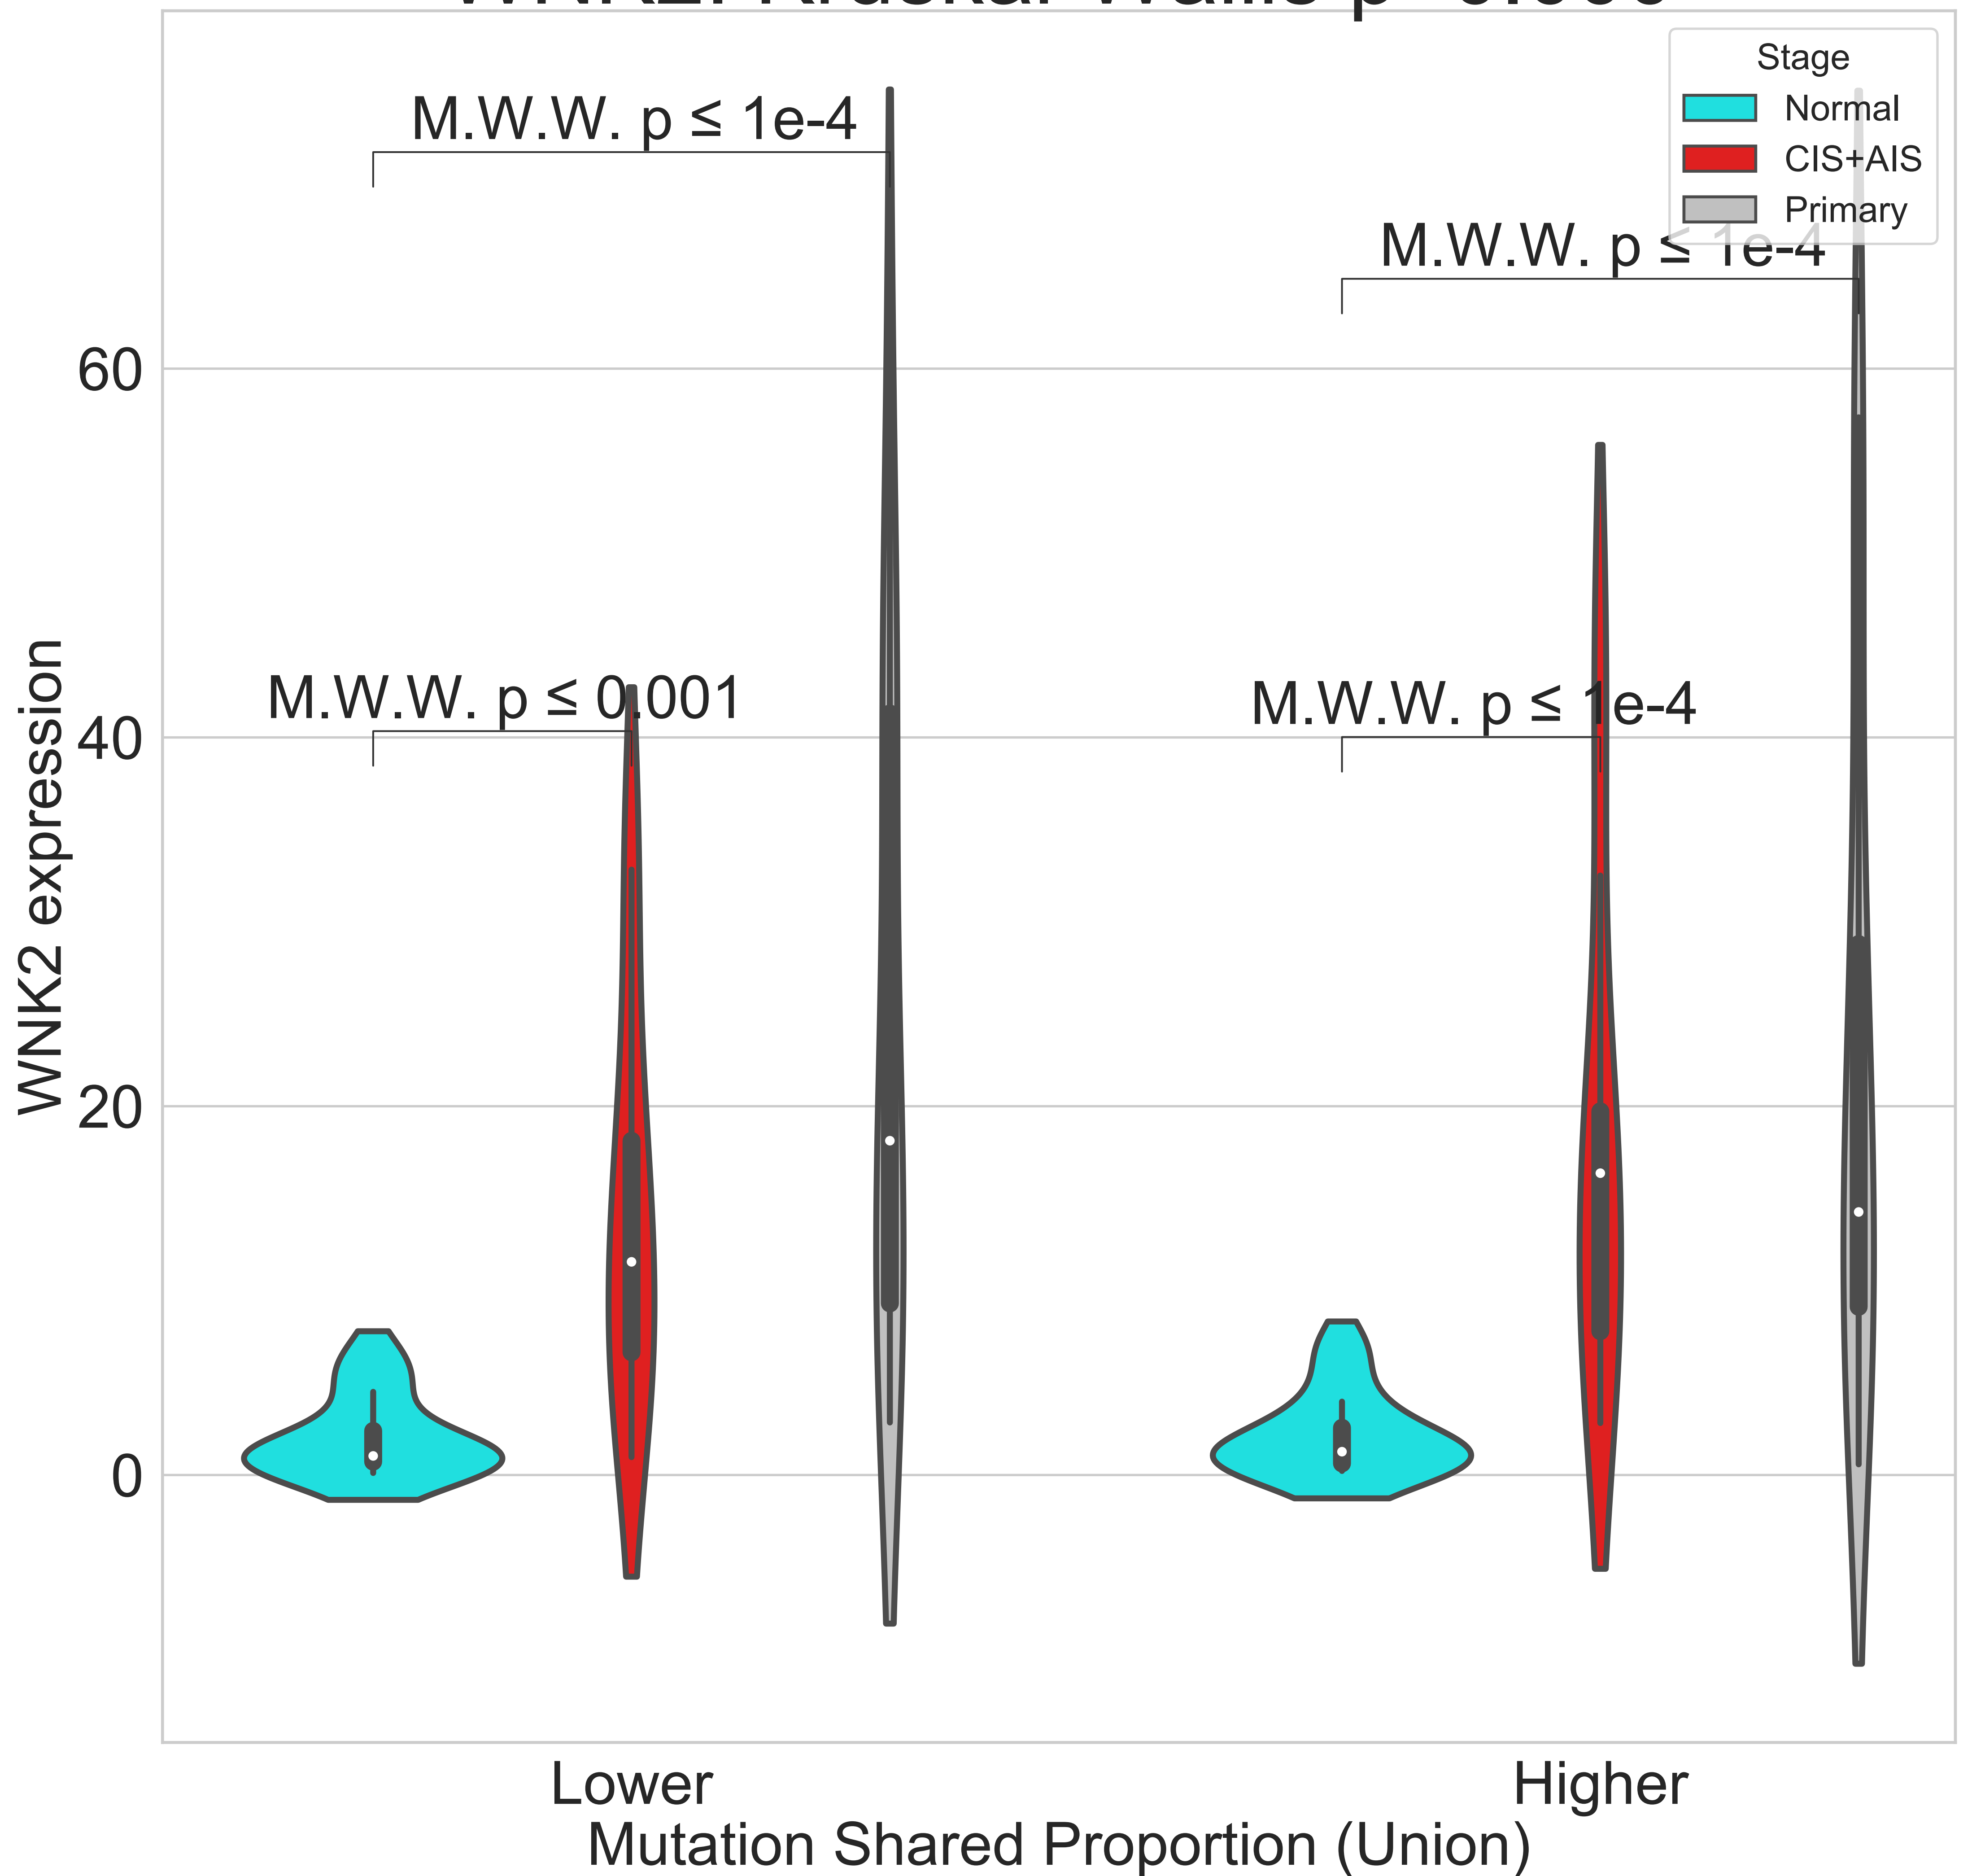 Stage
Normal
CIS+AIS
Primary
M.W.W. p ≤ 1e-4
M.W.W. p ≤ 1e-4
M.W.W. p ≤ 0.001
M.W.W. p ≤ 1e-4
60
40
20
0
WNK2 expression
Lower
Higher
Mutation Shared Proportion (Union)